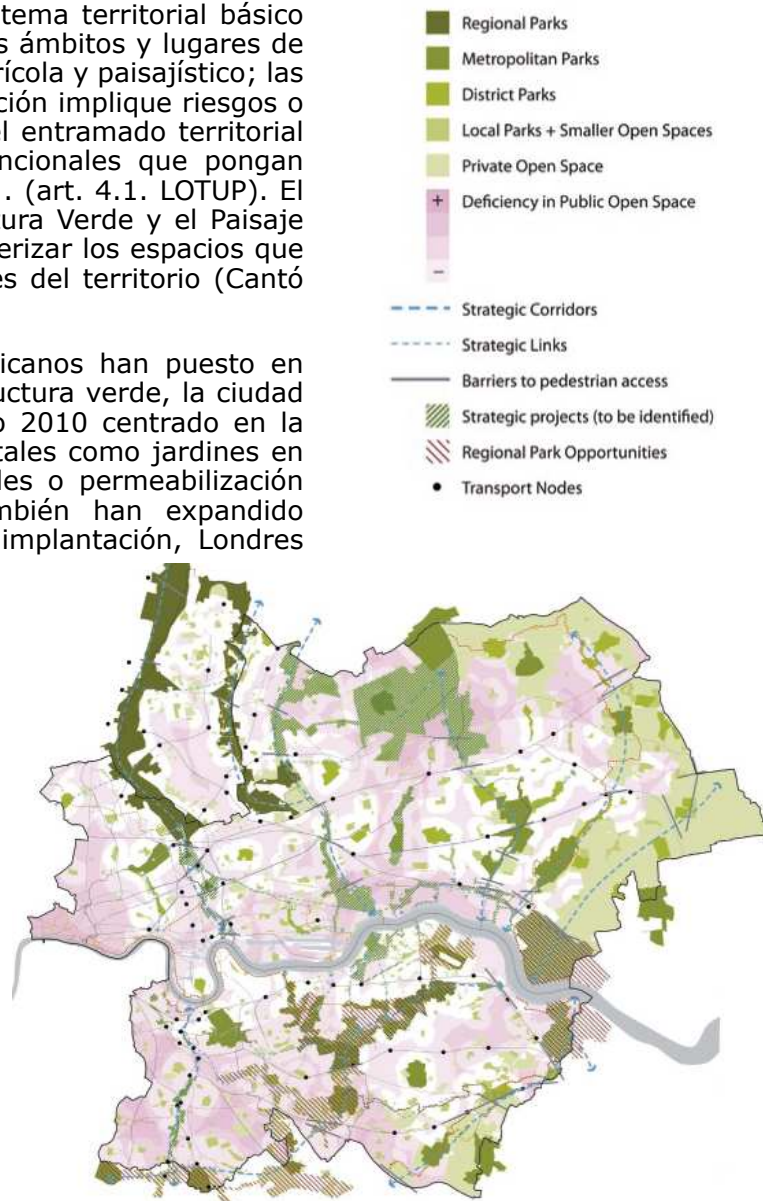 tema territorial básico
s ámbitos y lugares de
rícola y paisajístico; las
ción implique riesgos o
el entramado territorial
ncionales que pongan
. (art. 4.1. LOTUP). El
tura Verde y el Paisaje
erizar los espacios que
es del territorio (Cantó
icanos han puesto en
uctura verde, la ciudad
o 2010 centrado en la
tales como jardines en
les o permeabilización
mbién han expandido
implantación, Londres
Regional Parks
Metropolitan Parks
District Parks
Local Parks + Smaller Open Spaces
Private Open Space
+ Deficiency in Public Open Space
–
Strategic Corridors
Strategic Links
Barriers to pedestrian access
Strategic projects (to be identified)
Regional Park Opportunities
Transport Nodes